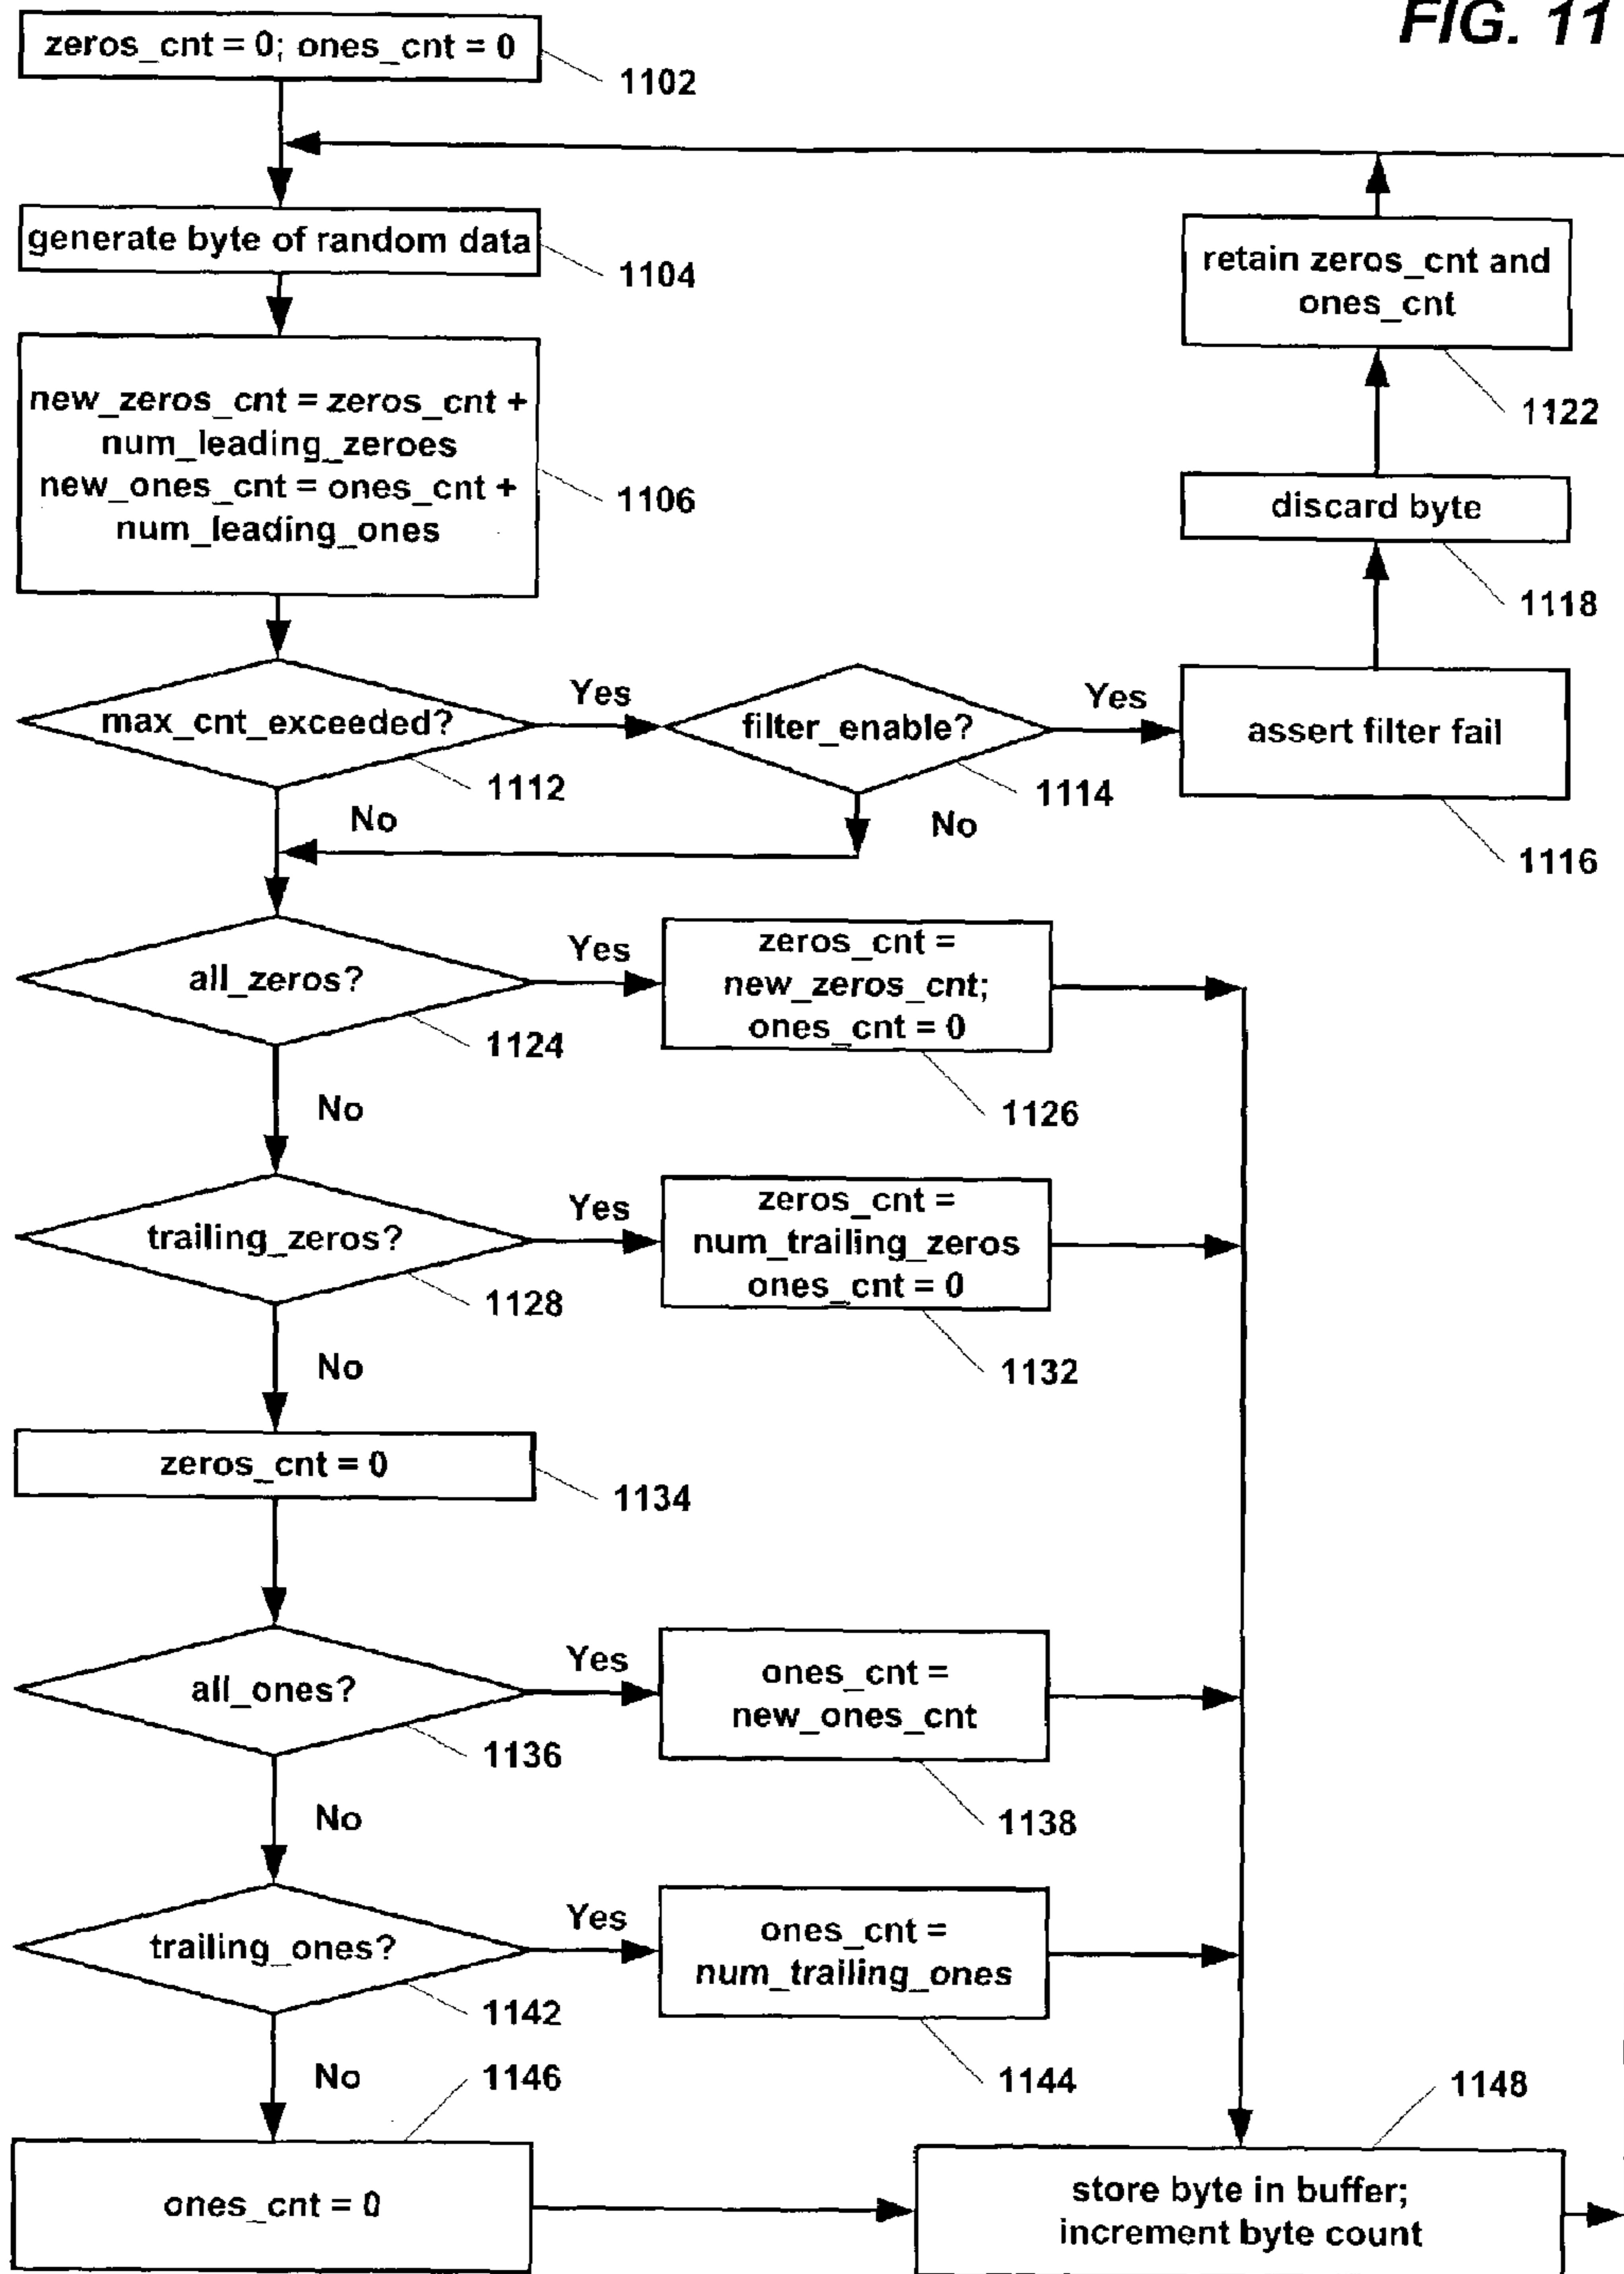 FIG. 11
zeros_cnt = 0; ones_cnt = 0
1102
generate byte of random data
1104
retain zeros_cnt and
ones_cnt
1122
new_zeros_cnt = zeros_cnt +
num_leading_zeroes
new_ones_cnt = ones_cnt +
num_leading_ones
1106
discard byte
1118
max_cnt_exceeded?
Yes
1112
No
filter_enable?
Yes
1114
No
assert filter fail
1116
all_zeros?
Yes
1124
No
zeros_cnt =
new_zeros_cnt;
ones_cnt = 0
1126
trailing_zeros?
Yes
1128
No
zeros_cnt =
num_trailing_zeros
ones_cnt = 0
1132
zeros_cnt = 0
1134
all_ones?
Yes
1136
No
ones_cnt =
new_ones_cnt
1138
trailing_ones?
Yes
1142
No
ones_cnt =
num_trailing_ones
1144
1146
ones_cnt = 0
1148
store byte in buffer;
increment byte count